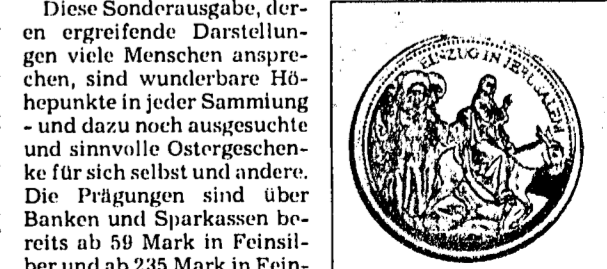 Diese Sonderausgabe, der-
en ergreifende Darstellun-
gen viele Menschen anspre-
chen, sind wunderbare Hö-
hepunkte in jeder Sammlung
- und dazu noch ausgesuchte
und sinnvolle Ostergeschen-
ke für sich selbst und andere.
Die Prägungen sind über
Banken und Sparkassen be-
reits ab 59 Mark in Feinsil-
ber und ab 235 Mark in Fein-
EINZUG IN JERUSALEM